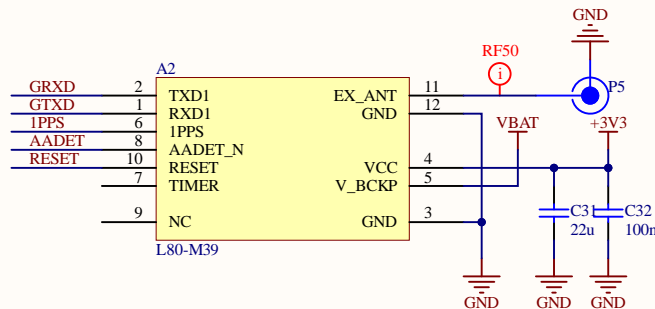 GND
RF50
i
A2
P5
GRXD 2 TXD1 EX_ANT 11
GTXD 1 RXD1 GND 12
1PPS 6 1PPS VBAT +3V3
AADET 8 AADET_N
RESET 10 RESET VCC 4
7 TIMER V_BCKP 5
9 NC GND 3
C31 C32
22u 100n
L80-M39
GND GND GND